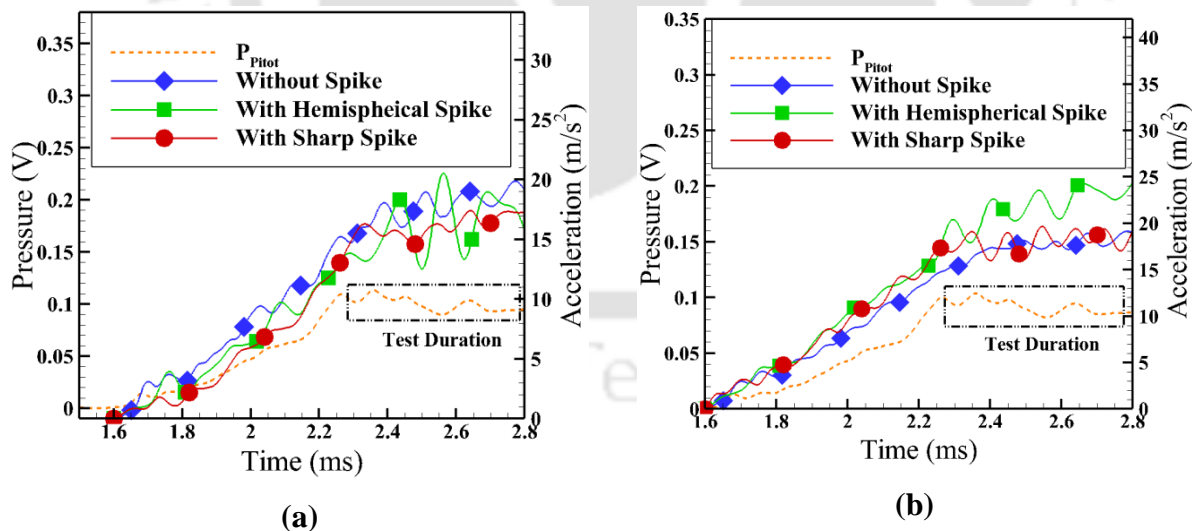 (a)
0.35
0.3
0.25
0.2
0.15
0.1
0.05
0
Pressure (V)
P_Pitot
Without Spike
With Hemispheical Spike
With Sharp Spike
Test Duration
30
25
20
15
10
5
0
Acceleration (m/s²)
1.6 1.8 2 2.2 2.4 2.6 2.8
Time (ms)
(a)
(b)
0.35
0.3
0.25
0.2
0.15
0.1
0.05
0
Pressure (V)
P_Pitot
Without Spike
With Hemispherical Spike
With Sharp Spike
Test Duration
40
35
30
25
20
15
10
5
0
Acceleration (m/s²)
1.6 1.8 2 2.2 2.4 2.6 2.8
Time (ms)
(b)